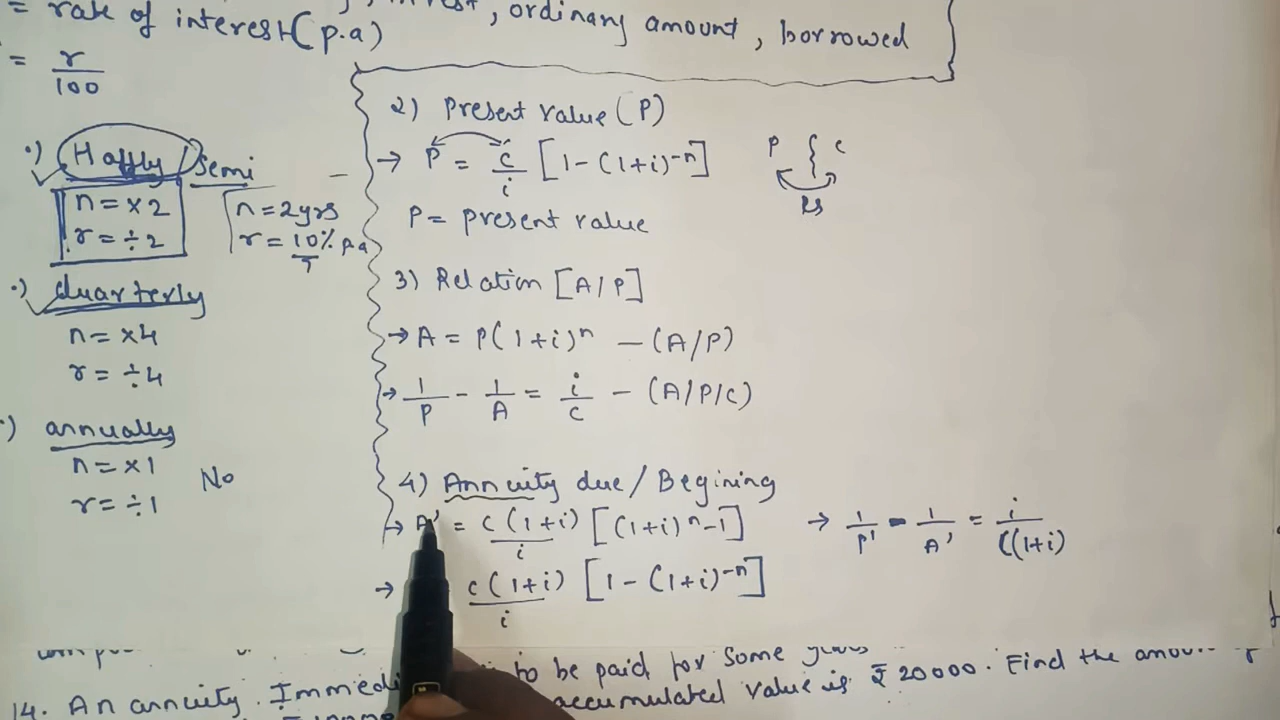 = rate of interest (p.a)
, ordinary amount, borrowed
= r/100
•) Haffly / Semi
n = ×2
r = ÷2
n = 2yrs
r = 10% p.a
•) Quarterly
n = ×4
r = ÷4
•) annually
n = ×1
r = ÷1
No
2) Present value (P)
→ P = c/i [1-(1+i)⁻ⁿ]
P } c
Rs
P = present value
3) Relation [A/P]
→ A = P(1+i)ⁿ – (A/P)
→ 1/P - 1/A = i/c – (A/P/C)
4) Annuity due / Begining
→ A' = c(1+i)/i [(1+i)ⁿ-1]
→ 1/P' - 1/A' = i/(C(1+i)
→ c(1+i)/i [1-(1+i)⁻ⁿ]
14. An annuity Immedi to be paid for some years
accumulated value is ₹20000. Find the